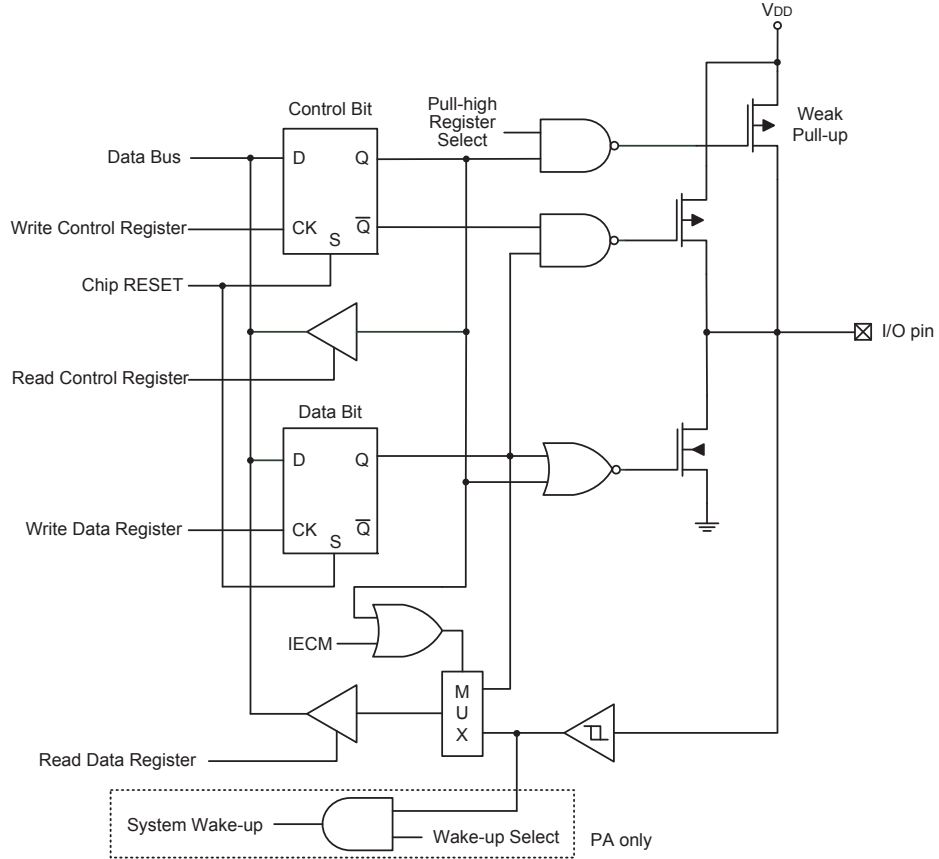 VDD
Control Bit
Pull-high
Register
Select
Weak
Pull-up
Data Bus
D
Q
Write Control Register
CK
Q̅
S
Chip RESET
I/O pin
Read Control Register
Data Bit
D
Q
Write Data Register
CK
Q̅
S
IECM
M
U
X
Read Data Register
System Wake-up
Wake-up Select
PA only